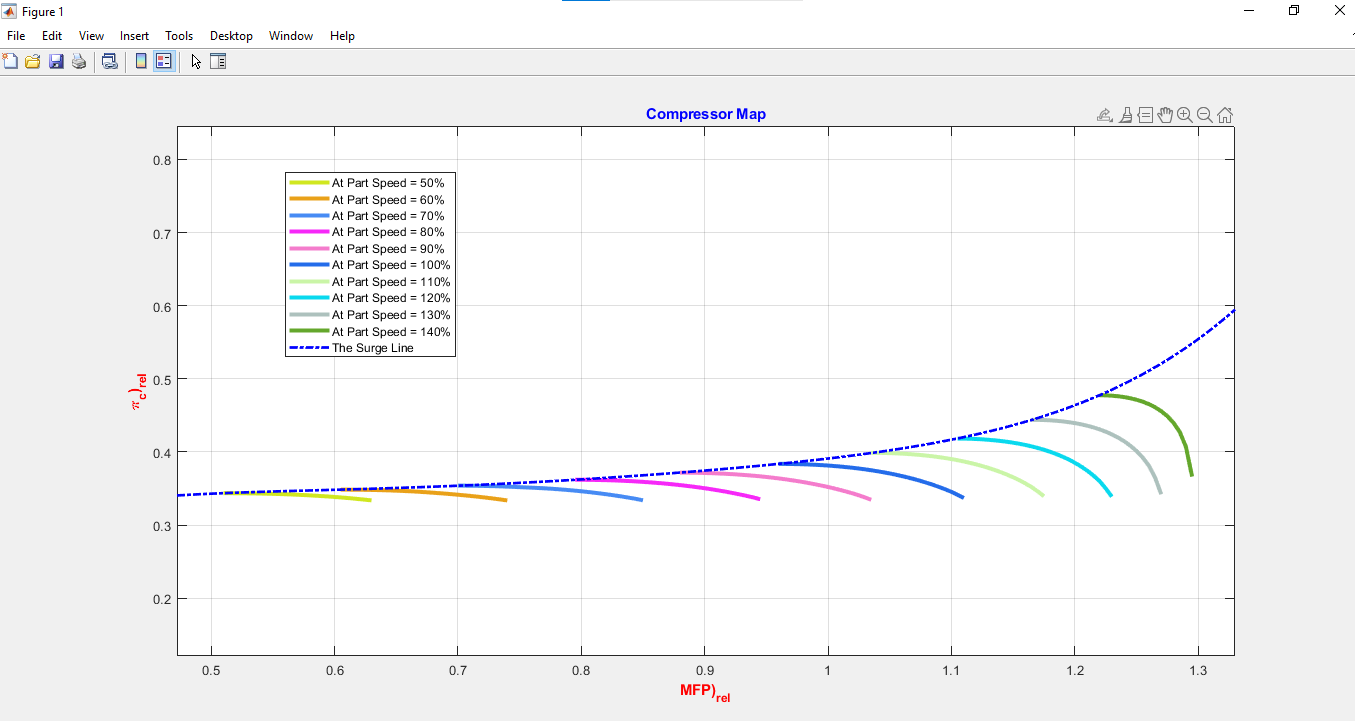 Figure 1
File Edit View Insert Tools Desktop Window Help
Compressor Map
0.8
0.7
0.6
0.5
0.4
0.3
0.2
π_c)_rel
At Part Speed = 50%
At Part Speed = 60%
At Part Speed = 70%
At Part Speed = 80%
At Part Speed = 90%
At Part Speed = 100%
At Part Speed = 110%
At Part Speed = 120%
At Part Speed = 130%
At Part Speed = 140%
The Surge Line
0.5 0.6 0.7 0.8 0.9 1 1.1 1.2 1.3
MFP)_rel